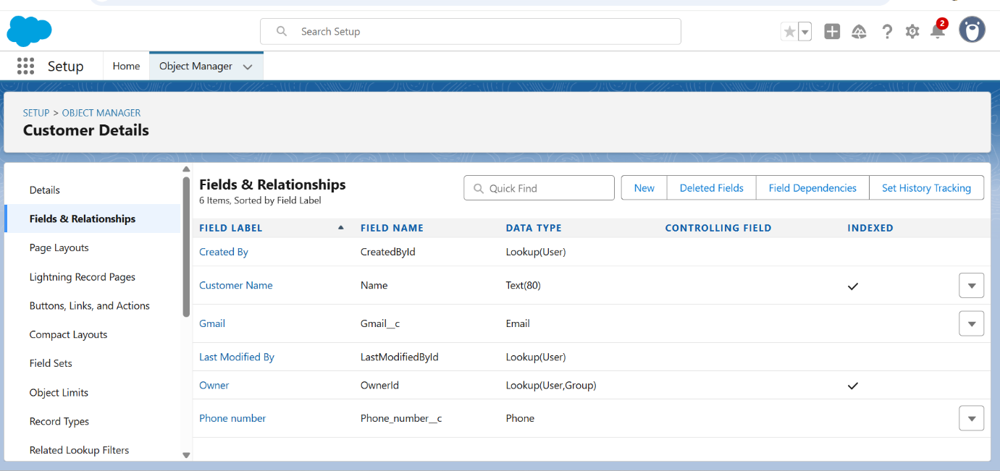 Search Setup
2
Setup Home Object Manager
SETUP > OBJECT MANAGER
Customer Details
Details
Fields & Relationships
Page Layouts
Lightning Record Pages
Buttons, Links, and Actions
Compact Layouts
Field Sets
Object Limits
Record Types
Related Lookup Filters
Fields & Relationships
6 Items, Sorted by Field Label
Quick Find
New Deleted Fields Field Dependencies Set History Tracking
FIELD LABEL FIELD NAME DATA TYPE CONTROLLING FIELD INDEXED
Created By CreatedById Lookup(User)
Customer Name Name Text(80)
Gmail Gmail__c Email
Last Modified By LastModifiedById Lookup(User)
Owner OwnerId Lookup(User,Group)
Phone number Phone_number__c Phone